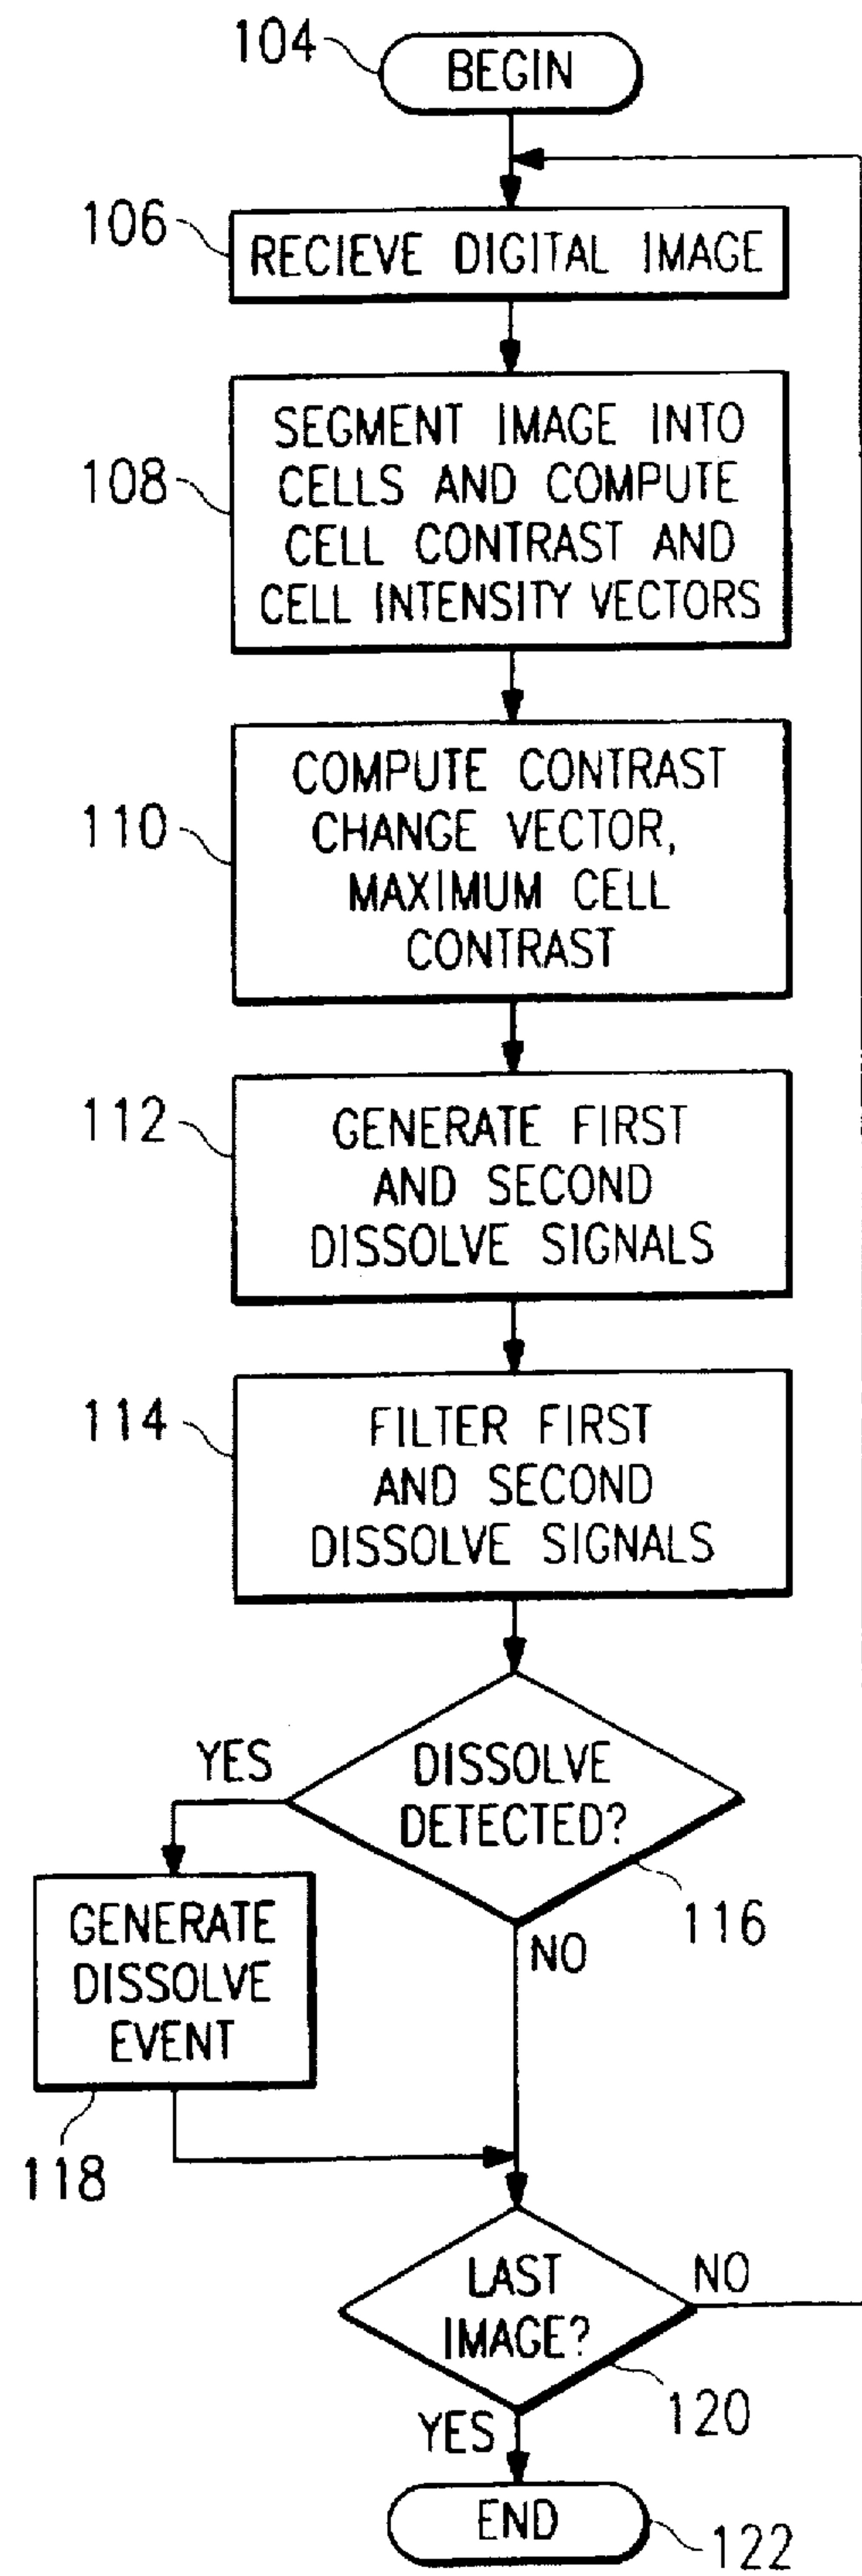 104
BEGIN
106
RECIEVE DIGITAL IMAGE
108
SEGMENT IMAGE INTO
CELLS AND COMPUTE
CELL CONTRAST AND
CELL INTENSITY VECTORS
110
COMPUTE CONTRAST
CHANGE VECTOR,
MAXIMUM CELL
CONTRAST
112
GENERATE FIRST
AND SECOND
DISSOLVE SIGNALS
114
FILTER FIRST
AND SECOND
DISSOLVE SIGNALS
YES
DISSOLVE
DETECTED?
116
NO
GENERATE
DISSOLVE
EVENT
118
LAST
IMAGE?
NO
120
YES
END
122